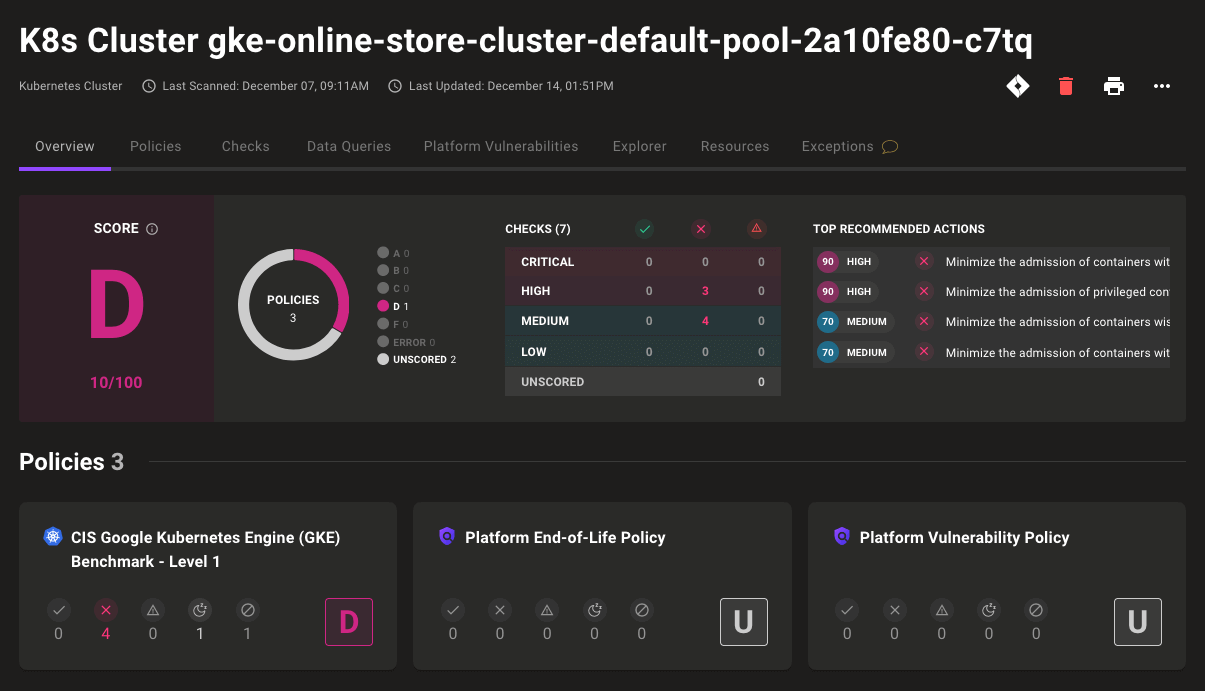 K8s Cluster gke-online-store-cluster-default-pool-2a10fe80-c7tq
Kubernetes Cluster Last Scanned: December 07, 09:11AM Last Updated: December 14, 01:51PM
Overview Policies Checks Data Queries Platform Vulnerabilities Explorer Resources Exceptions
SCORE
D
10/100
POLICIES
3
A 0
B 0
C 0
D 1
F 0
ERROR 0
UNSCORED 2
CHECKS (7)
CRITICAL 0 0 0
HIGH 0 3 0
MEDIUM 0 4 0
LOW 0 0 0
UNSCORED 0
TOP RECOMMENDED ACTIONS
90 HIGH Minimize the admission of containers wit
90 HIGH Minimize the admission of privileged con
70 MEDIUM Minimize the admission of containers wis
70 MEDIUM Minimize the admission of containers wit
Policies 3
CIS Google Kubernetes Engine (GKE)
Benchmark - Level 1
0 4 0 1 1
D
Platform End-of-Life Policy
0 0 0 0 0
U
Platform Vulnerability Policy
0 0 0 0 0
U